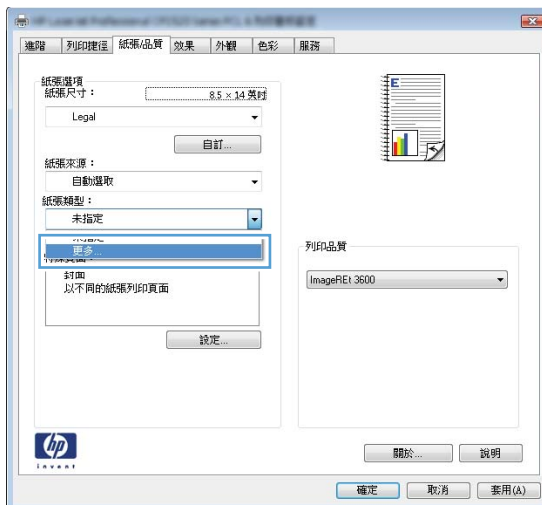 進階 列印捷徑 紙張/品質 效果 外觀 色彩 服務
紙張選項
紙張尺寸： 8.5 × 14 英吋
Legal
自訂...
紙張來源：
自動選取
紙張類型：
未指定
更多...
封面
以不同的紙張列印頁面
設定...
E
列印品質
ImageREt 3600
hp
invent
關於... 說明
確定 取消 套用(A)